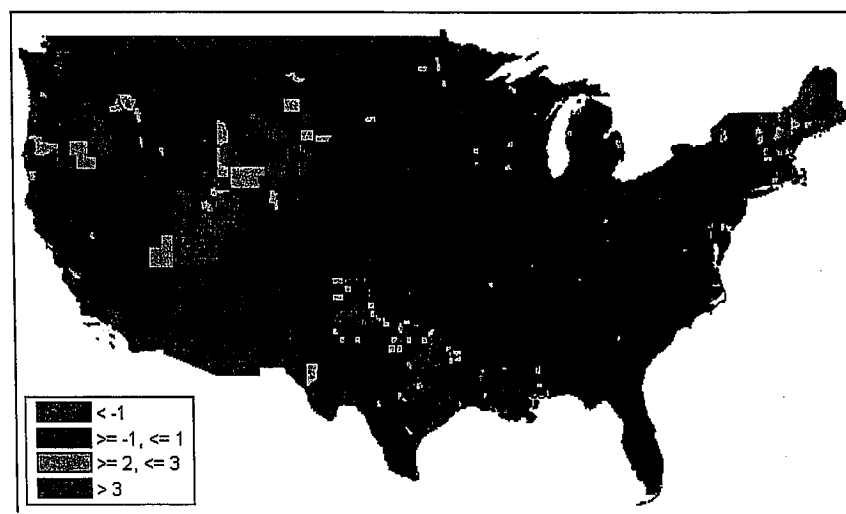 < -1
>= -1, <= 1
>= 2, <= 3
> 3